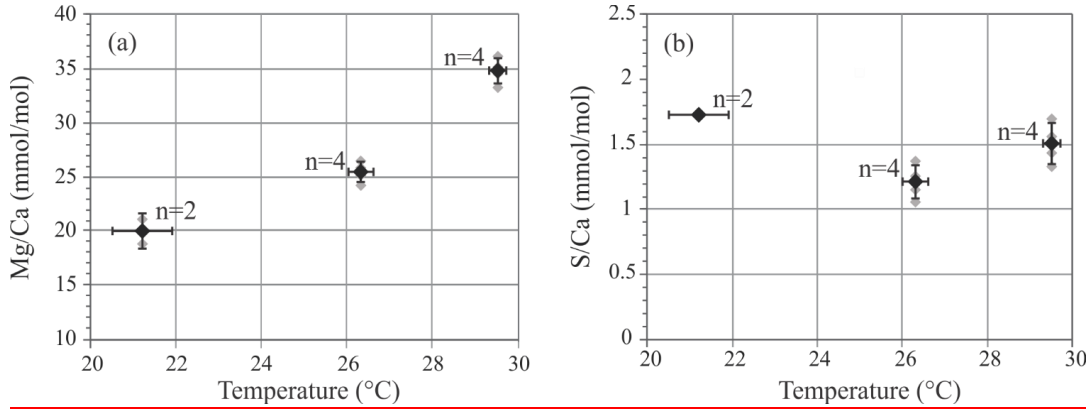 (a)
40
35
30
25
20
15
10
n=4
n=4
n=2
20
22
24
26
28
30
Mg/Ca (mmol/mol)
Temperature (°C)
(b)
2.5
2
1.5
1
0.5
0
n=2
n=4
n=4
20
22
24
26
28
30
S/Ca (mmol/mol)
Temperature (°C)